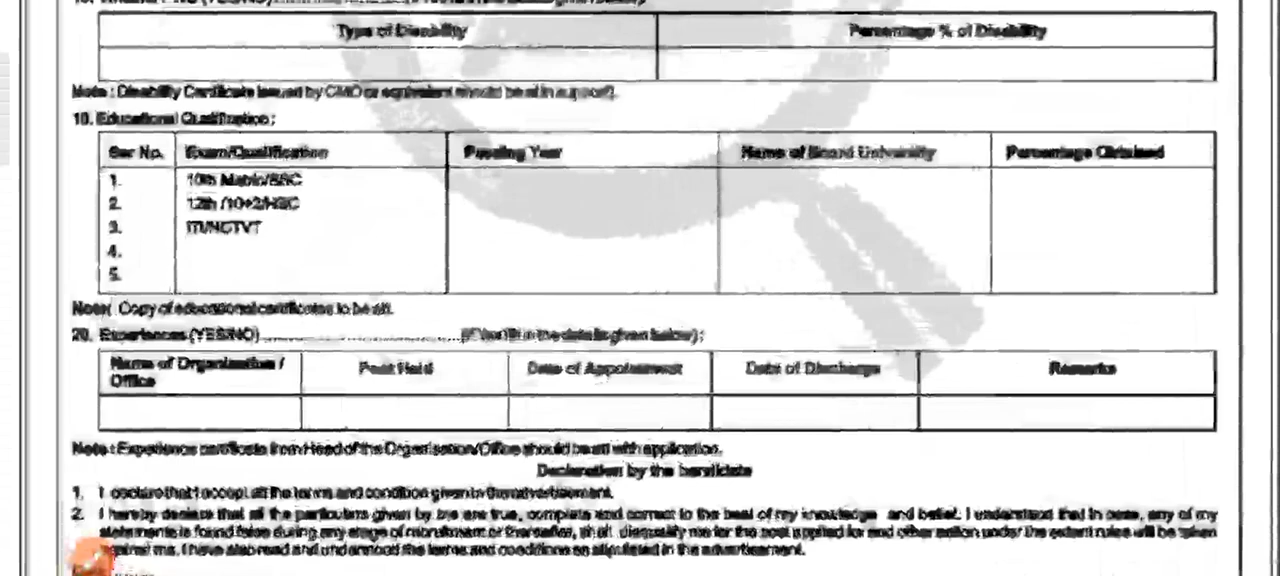 Type of Disability
Percentage % of Disability
Note : Disability Certificate issued by CMO or equivalent should be att in support).
Educational Qualification :
Ser No.
Exam/Qualification
Passing Year
Name of Board University
Percentage Obtained
1.
10th Matric/SSC
2.
12th /10+2/HSC
3.
ITI/NCTVT
4.
5.
Note( Copy of educational certificates to be att.
20. Experiences (YES/NO)
Name of Organization /
Office
Post Held
Date of Appointment
Date of Discharge
Remarks
Note : Experience certificate from Head of the Organisation/Office should be att with application.
Declaration by the
1. I declare that I accept all the terms and condition given in the advertisement.
2. I hereby declare that all the particulars given by me are true, complete and correct to the best of my knowledge and belief. I understand that in case, any of my
statements is found false during any stage of recruitment or thereafter, shall disqualify me for the post applied for and other action under the extent rules will be taken
against me. I have also read and understood the terms and conditions as stipulated in the advertisement.